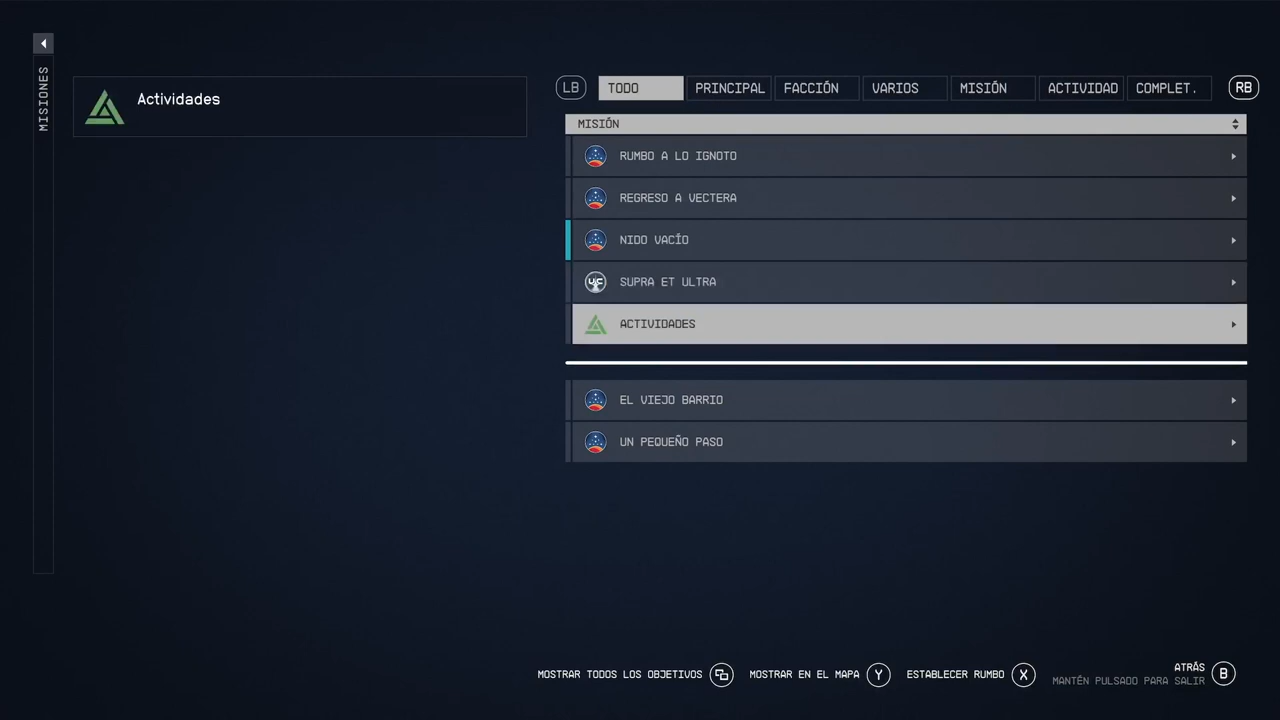 MISIONES
Actividades
LB
TODO
PRINCIPAL
FACCIÓN
VARIOS
MISIÓN
ACTIVIDAD
COMPLET.
RB
MISIÓN
RUMBO A LO IGNOTO
REGRESO A VECTERA
NIDO VACÍO
UC
SUPRA ET ULTRA
ACTIVIDADES
EL VIEJO BARRIO
UN PEQUEÑO PASO
MOSTRAR TODOS LOS OBJETIVOS
MOSTRAR EN EL MAPA Y
ESTABLECER RUMBO X
ATRÁS B
MANTÉN PULSADO PARA SALIR